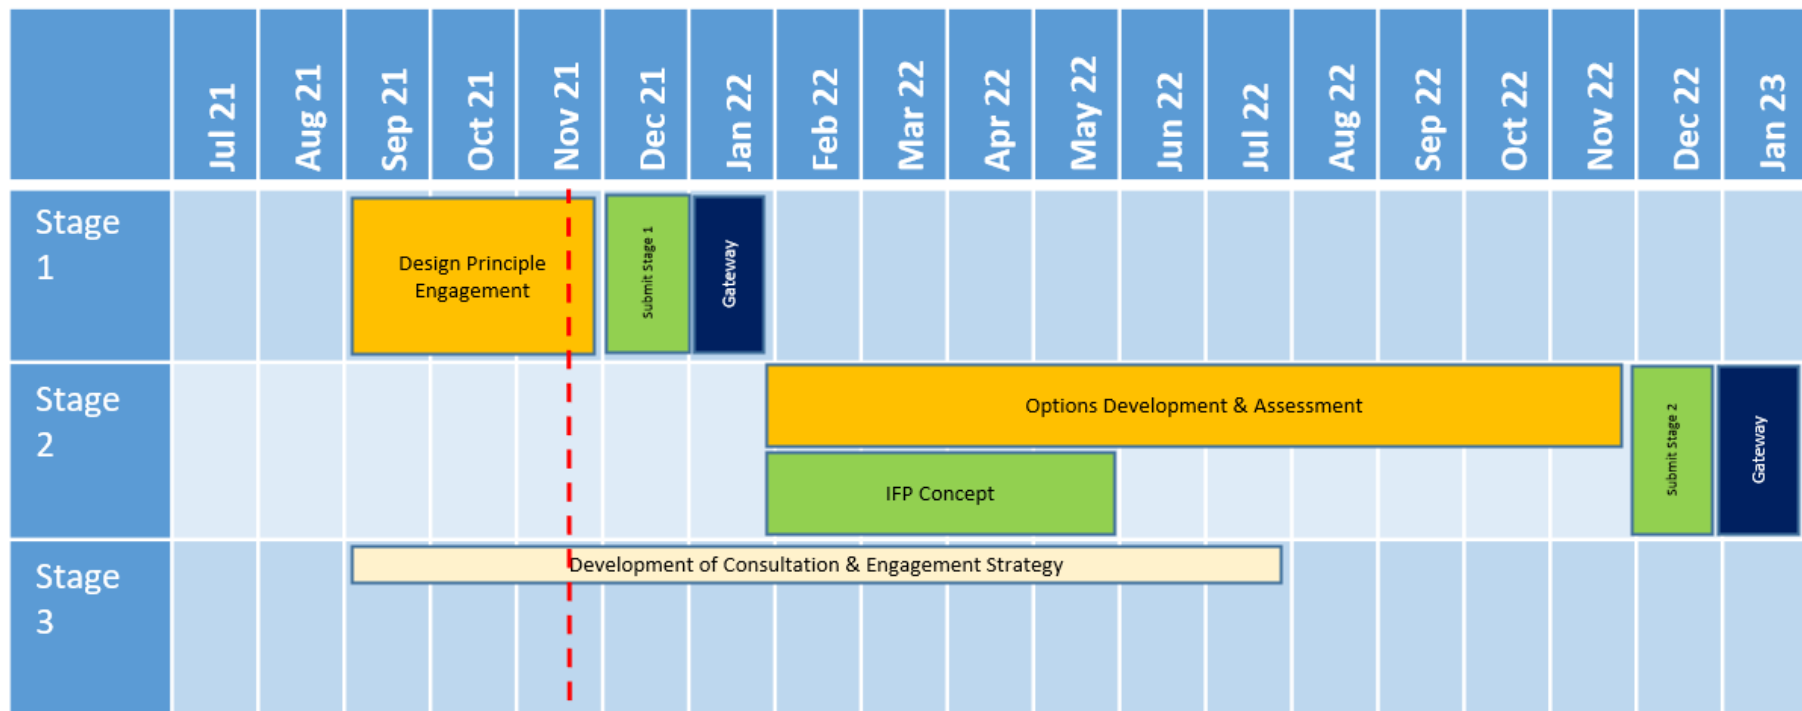 Jul 21
Aug 21
Sep 21
Oct 21
Nov 21
Dec 21
Jan 22
Feb 22
Mar 22
Apr 22
May 22
Jun 22
Jul 22
Aug 22
Sep 22
Oct 22
Nov 22
Dec 22
Jan 23
Stage
1
Design Principle
Engagement
Submit Stage 1
Gateway
Stage
2
Options Development & Assessment
IFP Concept
Submit Stage 2
Gateway
Stage
3
Development of Consultation & Engagement Strategy